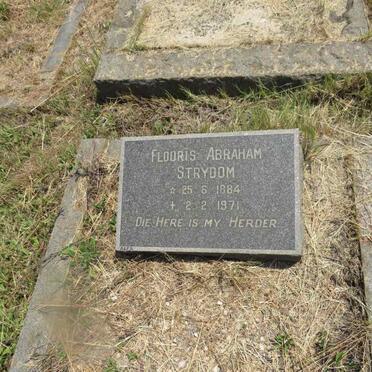 FLOORIS ABRAHAM
STRYDOM
☆ 25·6·1884
✝ 2·2·1971
DIE HERE IS MY HERDER